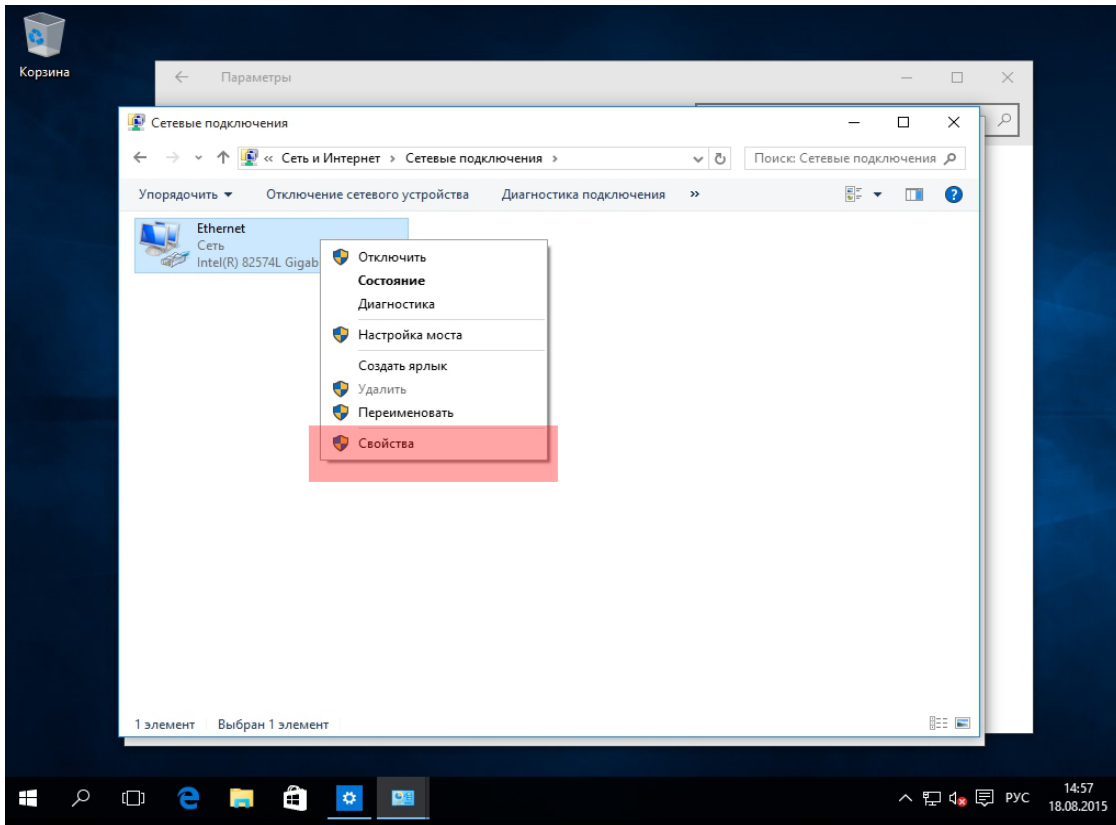 Корзина
Параметры
Сетевые подключения
« Сеть и Интернет › Сетевые подключения ›
Поиск: Сетевые подключения
Упорядочить
Отключение сетевого устройства
Диагностика подключения
»
Ethernet
Сеть
Intel(R) 82574L Gigab
Отключить
Состояние
Диагностика
Настройка моста
Создать ярлык
Удалить
Переименовать
Свойства
1 элемент
Выбран 1 элемент
РУС
14:57
18.08.2015